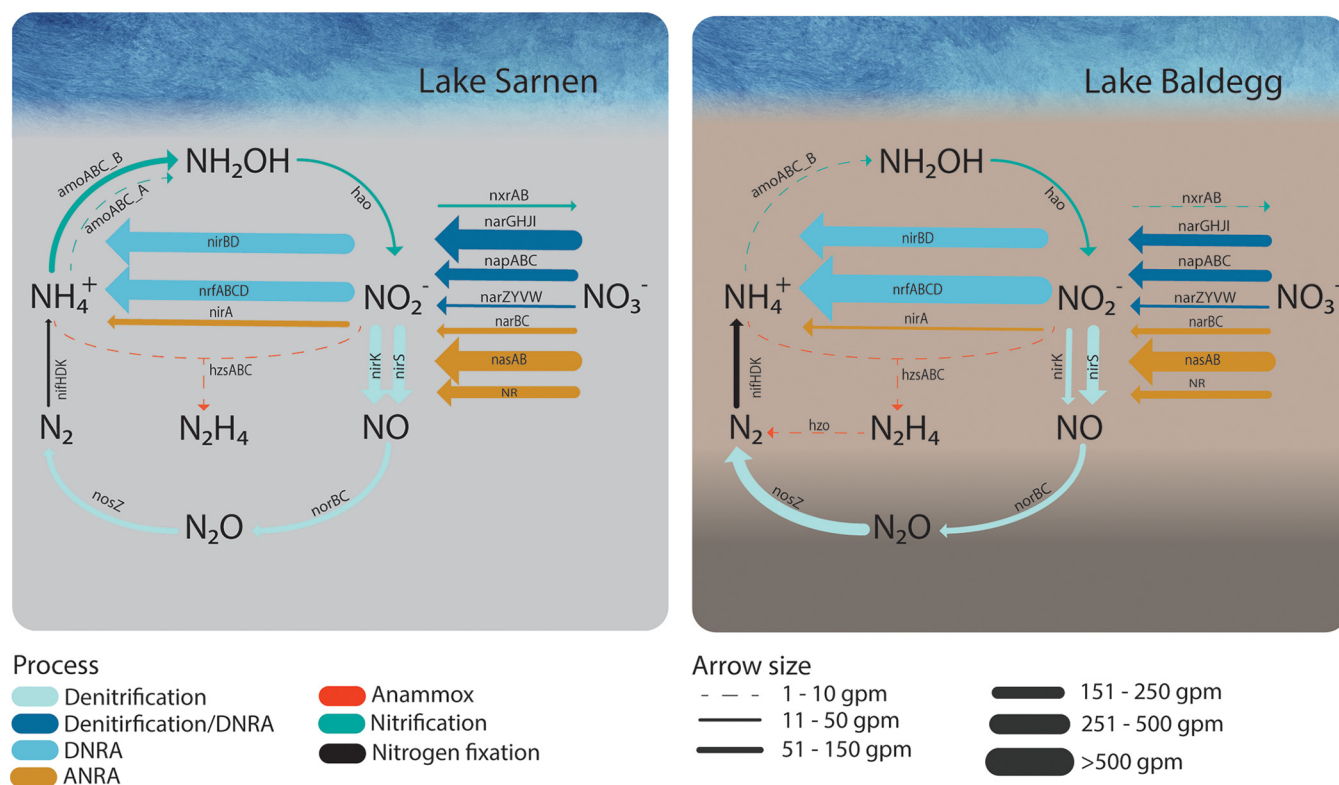 Lake Sarnen
NH₂OH
amoABC_B
amoABC_A
hao
nxrAB
narGHJI
nirBD
napABC
nrfABCD
NH₄⁺
NO₂⁻
narZYVW
NO₃⁻
nirA
narBC
nifHDK
hzsABC
nirK
nirS
nasAB
NR
N₂
N₂H₄
NO
nosZ
norBC
N₂O
Lake Baldegg
NH₂OH
amoABC_B
hao
nxrAB
narGHJI
nirBD
napABC
nrfABCD
NH₄⁺
NO₂⁻
narZYVW
NO₃⁻
nirA
narBC
nifHDK
hzsABC
nirK
nirS
nasAB
NR
N₂
hzo
N₂H₄
NO
nosZ
norBC
N₂O
Process
Denitrification
Denitirfication/DNRA
DNRA
ANRA
Anammox
Nitrification
Nitrogen fixation
Arrow size
1 - 10 gpm
11 - 50 gpm
51 - 150 gpm
151 - 250 gpm
251 - 500 gpm
>500 gpm